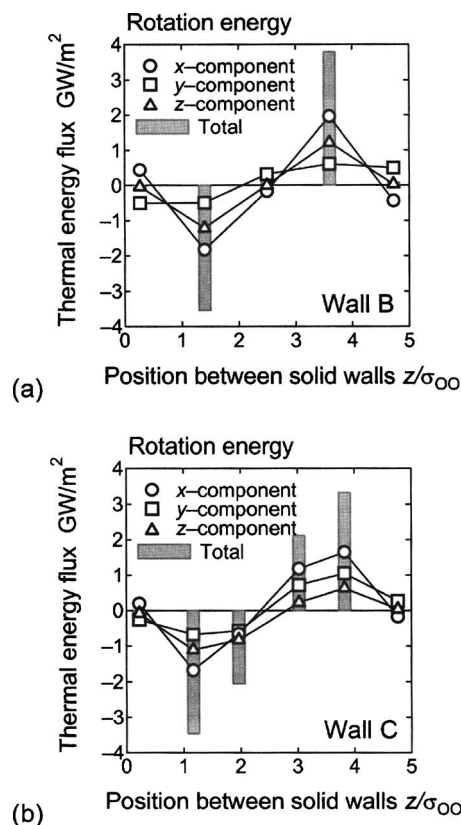 Rotation energy
4
3
2
1
0
−1
−2
−3
−4
Thermal energy flux GW/m²
x–component
y–component
z–component
Total
Wall B
0 1 2 3 4 5
Position between solid walls z/σOO
(a)
Rotation energy
4
3
2
1
0
−1
−2
−3
−4
Thermal energy flux GW/m²
x–component
y–component
z–component
Total
Wall C
0 1 2 3 4 5
Position between solid walls z/σOO
(b)